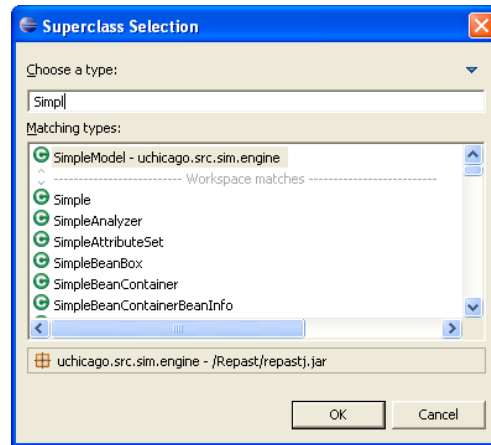 Superclass Selection
Choose a type:
Simpl
Matching types:
SimpleModel - uchicago.src.sim.engine
Workspace matches
Simple
SimpleAnalyzer
SimpleAttributeSet
SimpleBeanBox
SimpleBeanContainer
SimpleBeanContainerBeanInfo
uchicago.src.sim.engine - /Repast/repastj.jar
OK Cancel